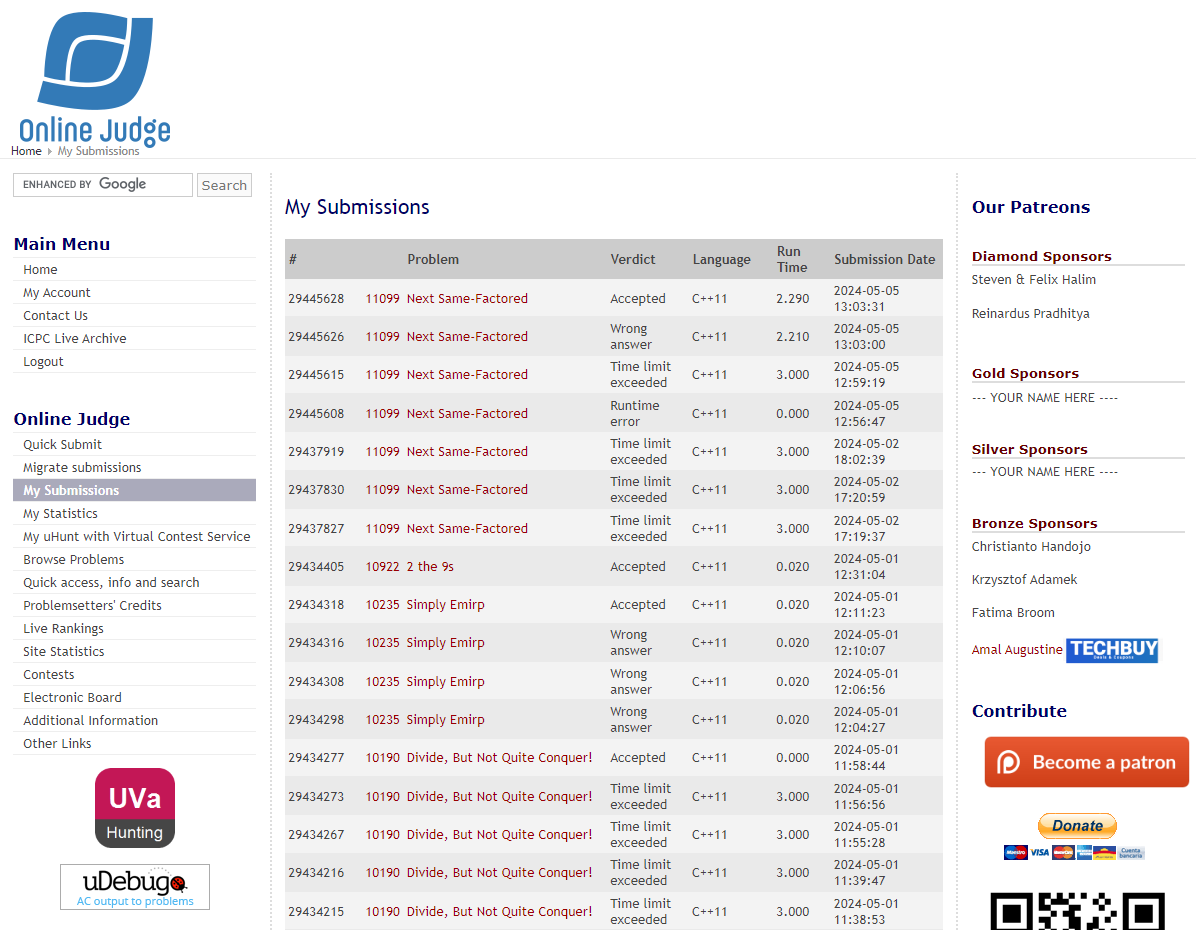 Online Judge
Home My Submissions
ENHANCED BY Google Search
Main Menu
Home
My Account
Contact Us
ICPC Live Archive
Logout
Online Judge
Quick Submit
Migrate submissions
My Submissions
My Statistics
My uHunt with Virtual Contest Service
Browse Problems
Quick access, info and search
Problemsetters' Credits
Live Rankings
Site Statistics
Contests
Electronic Board
Additional Information
Other Links
UVa
Hunting
uDebug
AC output to problems
My Submissions
# Problem Verdict Language Run Time Submission Date
29445628 11099 Next Same-Factored Accepted C++11 2.290 2024-05-05 13:03:31
29445626 11099 Next Same-Factored Wrong answer C++11 2.210 2024-05-05 13:03:00
29445615 11099 Next Same-Factored Time limit exceeded C++11 3.000 2024-05-05 12:59:19
29445608 11099 Next Same-Factored Runtime error C++11 0.000 2024-05-05 12:56:47
29437919 11099 Next Same-Factored Time limit exceeded C++11 3.000 2024-05-02 18:02:39
29437830 11099 Next Same-Factored Time limit exceeded C++11 3.000 2024-05-02 17:20:59
29437827 11099 Next Same-Factored Time limit exceeded C++11 3.000 2024-05-02 17:19:37
29434405 10922 2 the 9s Accepted C++11 0.020 2024-05-01 12:31:04
29434318 10235 Simply Emirp Accepted C++11 0.020 2024-05-01 12:11:23
29434316 10235 Simply Emirp Wrong answer C++11 0.020 2024-05-01 12:10:07
29434308 10235 Simply Emirp Wrong answer C++11 0.020 2024-05-01 12:06:56
29434298 10235 Simply Emirp Wrong answer C++11 0.020 2024-05-01 12:04:27
29434277 10190 Divide, But Not Quite Conquer! Accepted C++11 0.000 2024-05-01 11:58:44
29434273 10190 Divide, But Not Quite Conquer! Time limit exceeded C++11 3.000 2024-05-01 11:56:56
29434267 10190 Divide, But Not Quite Conquer! Time limit exceeded C++11 3.000 2024-05-01 11:55:28
29434216 10190 Divide, But Not Quite Conquer! Time limit exceeded C++11 3.000 2024-05-01 11:39:47
29434215 10190 Divide, But Not Quite Conquer! Time limit exceeded C++11 3.000 2024-05-01 11:38:53
Our Patreons
Diamond Sponsors
Steven & Felix Halim
Reinardus Pradhitya
Gold Sponsors
--- YOUR NAME HERE ----
Silver Sponsors
--- YOUR NAME HERE ----
Bronze Sponsors
Christianto Handojo
Krzysztof Adamek
Fatima Broom
Amal Augustine TECHBUY
Deals & Coupons
Contribute
Become a patron
Donate
Maestro VISA Cuenta bancaria